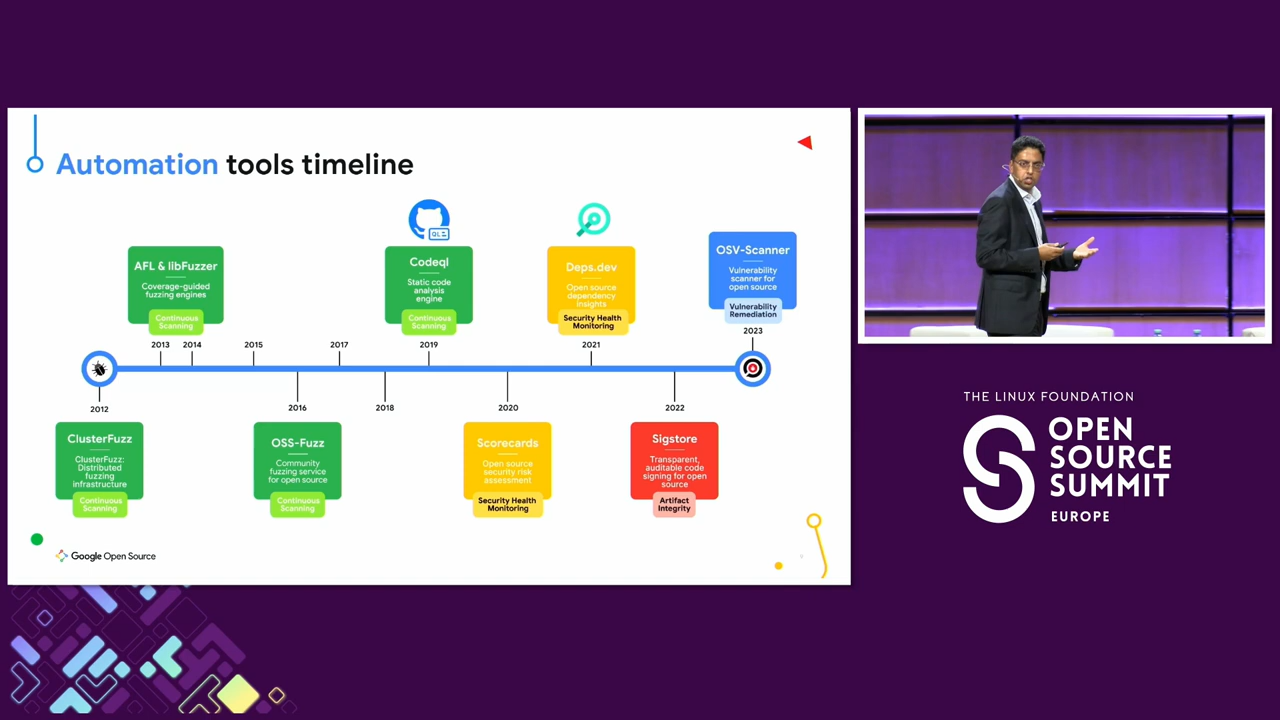 Automation tools timeline
AFL & libFuzzer
Coverage-guided
fuzzing engines
Continuous
Scanning
Codeql
Static code
analysis
engine
Continuous
Scanning
QL
Deps.dev
Open source
dependency
insights
Security Health
Monitoring
OSV-Scanner
Vulnerability
scanner for
open source
Vulnerability
Remediation
2013
2014
2015
2017
2019
2021
2023
2012
2016
2018
2020
2022
ClusterFuzz
ClusterFuzz:
Distributed
fuzzing
infrastructure
Continuous
Scanning
OSS-Fuzz
Community
fuzzing service
for open source
Continuous
Scanning
Scorecards
Open source
security risk
assessment
Security Health
Monitoring
Sigstore
Transparent,
auditable code
signing for open
source
Artifact
Integrity
Google Open Source
THE LINUX FOUNDATION
OPEN
SOURCE
SUMMIT
EUROPE